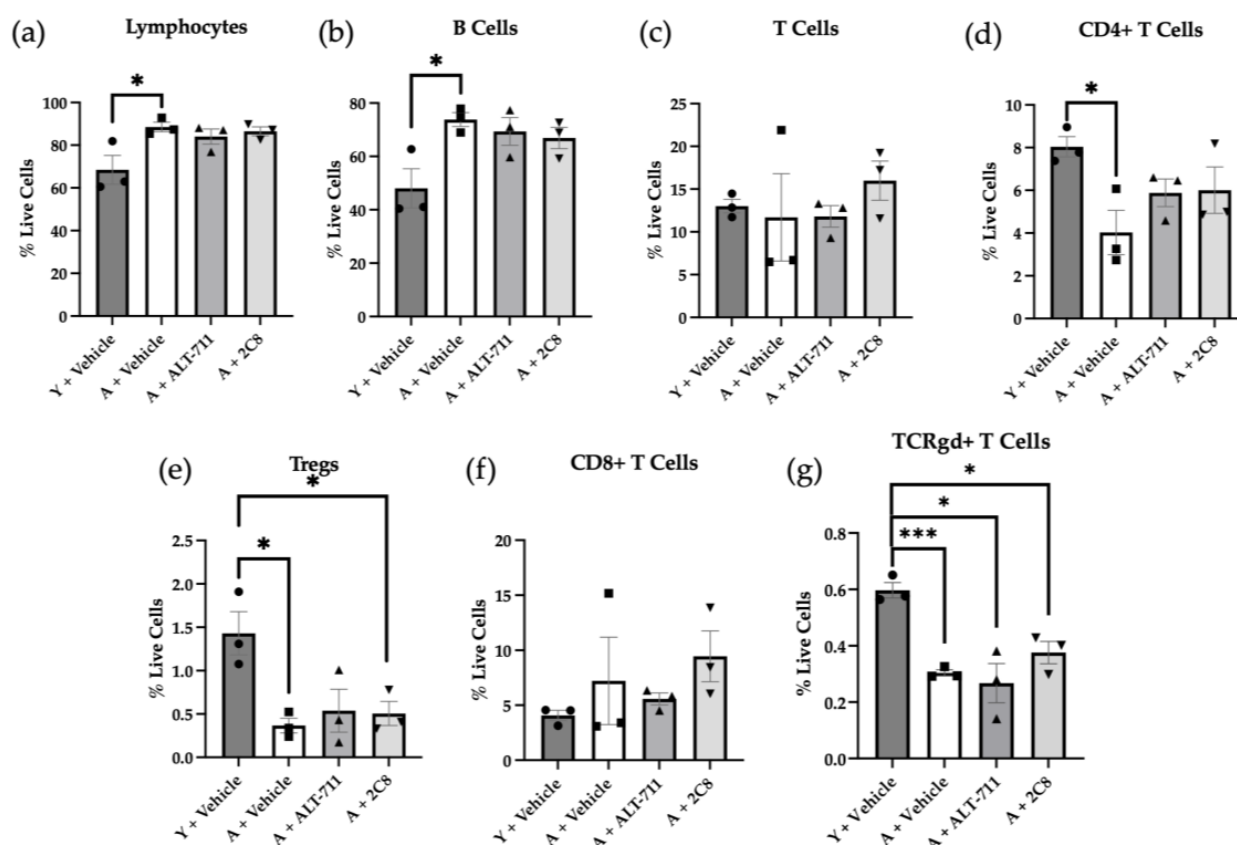 (a)
Lymphocytes
*
% Live Cells
100
80
60
40
20
0
Y + Vehicle
A + Vehicle
A + ALT-711
A + 2C8
(b)
B Cells
*
% Live Cells
80
60
40
20
0
Y + Vehicle
A + Vehicle
A + ALT-711
A + 2C8
(c)
T Cells
% Live Cells
25
20
15
10
5
0
Y + Vehicle
A + Vehicle
A + ALT-711
A + 2C8
(d)
CD4+ T Cells
*
% Live Cells
10
8
6
4
2
0
Y + Vehicle
A + Vehicle
A + ALT-711
A + 2C8
(e)
Tregs
*
*
% Live Cells
2.5
2.0
1.5
1.0
0.5
0.0
Y + Vehicle
A + Vehicle
A + ALT-711
A + 2C8
(f)
CD8+ T Cells
% Live Cells
20
15
10
5
0
Y + Vehicle
A + Vehicle
A + ALT-711
A + 2C8
(g)
TCRgd+ T Cells
*
*
***
% Live Cells
0.8
0.6
0.4
0.2
0.0
Y + Vehicle
A + Vehicle
A + ALT-711
A + 2C8